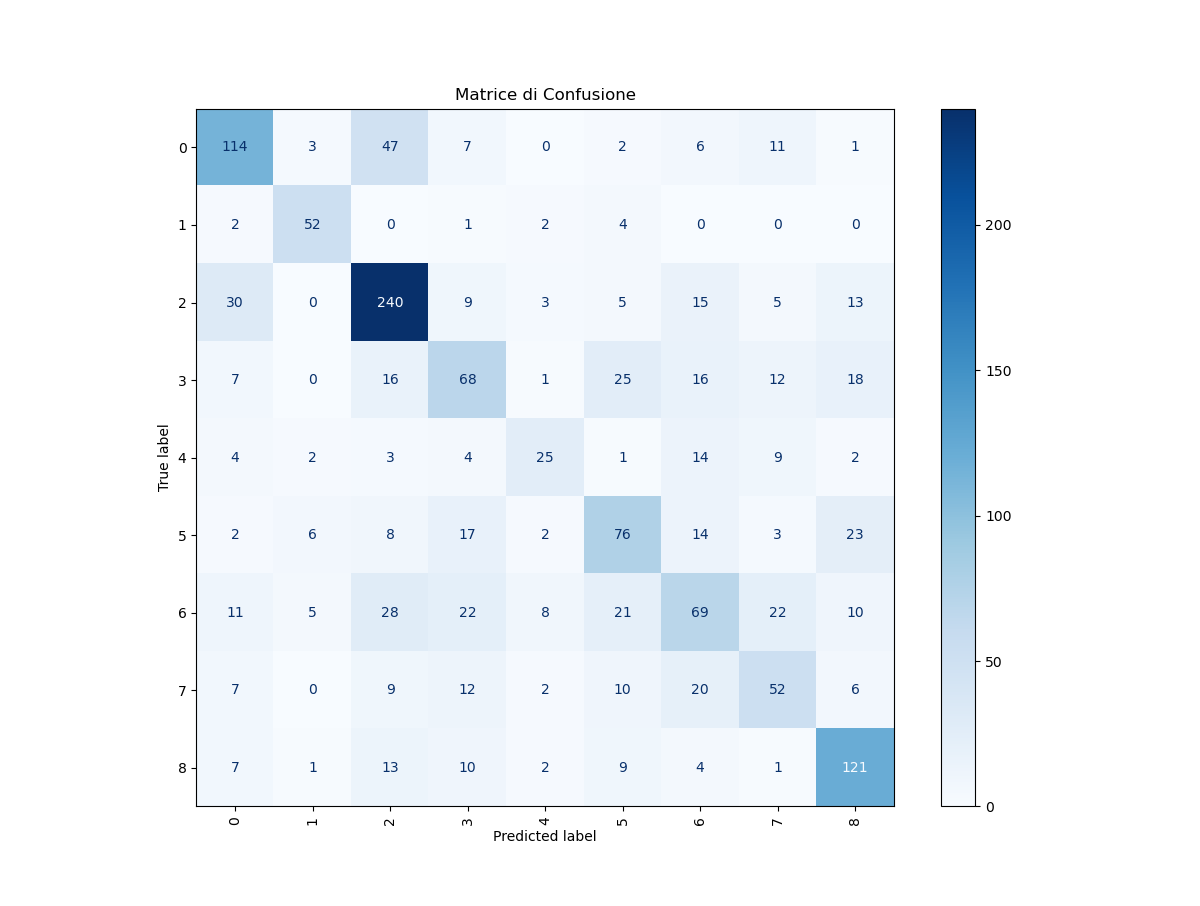 Matrice di Confusione
0 114 3 47 7 0 2 6 11 1
1 2 52 0 1 2 4 0 0 0
2 30 0 240 9 3 5 15 5 13
3 7 0 16 68 1 25 16 12 18
4 4 2 3 4 25 1 14 9 2
5 2 6 8 17 2 76 14 3 23
6 11 5 28 22 8 21 69 22 10
7 7 0 9 12 2 10 20 52 6
8 7 1 13 10 2 9 4 1 121
0 1 2 3 4 5 6 7 8
Predicted label
True label
200
150
100
50
0